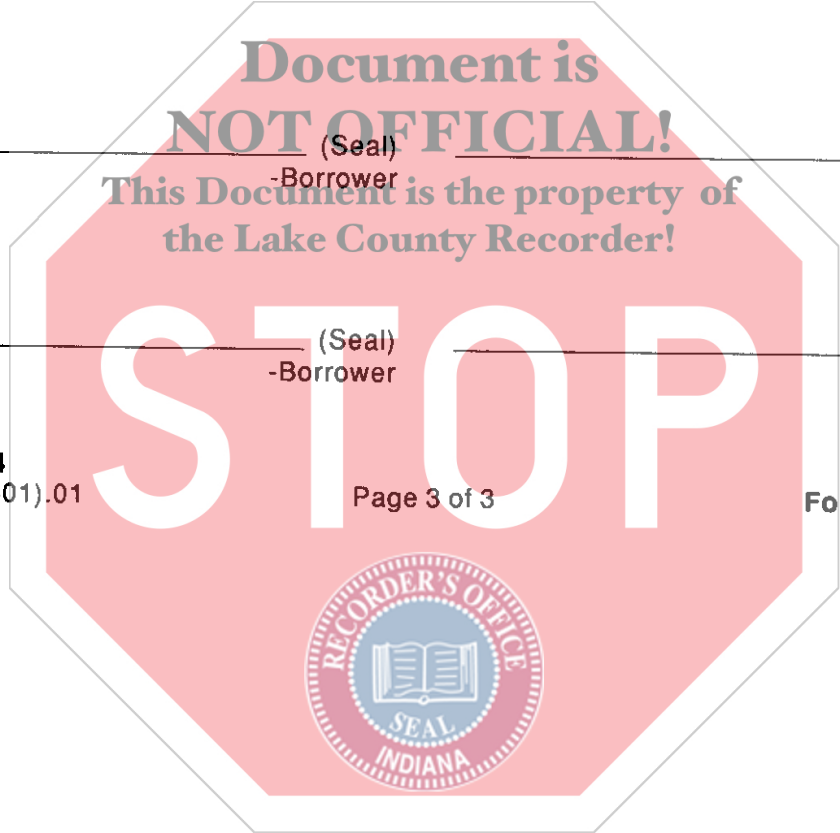 Document is
NOT OFFICIAL!
(Seal)
-Borrower
This Document is the property of
the Lake County Recorder!
(Seal)
-Borrower
STOP
01).01
Page 3 of 3
Fo
RECORDER'S OFFICE
SEAL
INDIANA